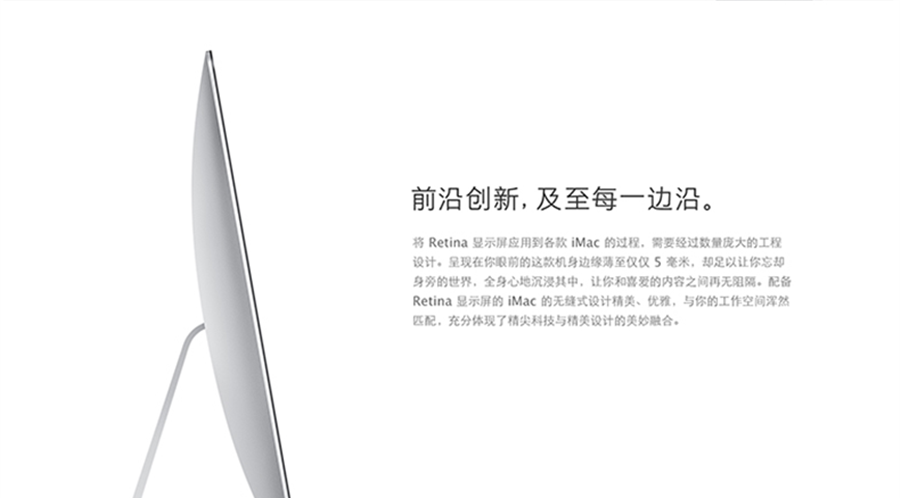 前沿创新，及至每一边沿。
将 Retina 显示屏应用到各款 iMac 的过程，需要经过数量庞大的工程
设计。呈现在你眼前的这款机身边缘薄至仅仅 5 毫米，却足以让你忘却
身旁的世界，全身心地沉浸其中，让你和喜爱的内容之间再无阻隔。配备
Retina 显示屏的 iMac 的无缝式设计精美、优雅，与你的工作空间浑然
匹配，充分体现了精尖科技与精美设计的美妙融合。